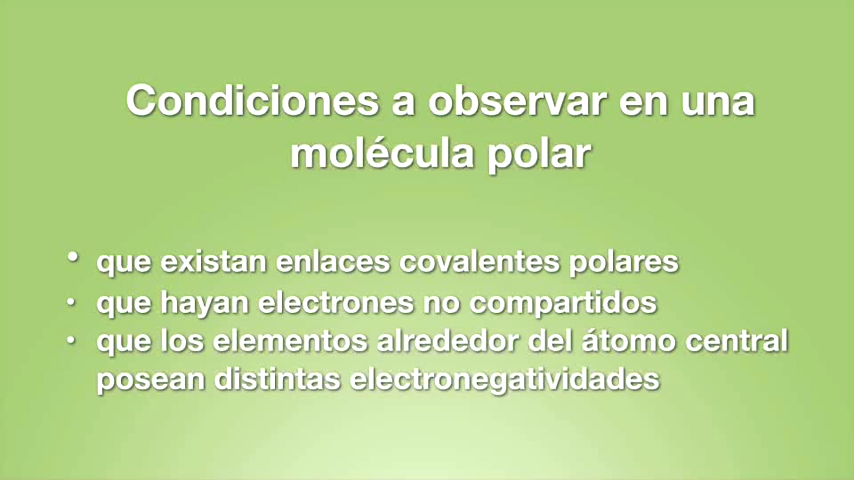 Condiciones a observar en una
molécula polar
• que existan enlaces covalentes polares
• que hayan electrones no compartidos
• que los elementos alrededor del átomo central
posean distintas electronegatividades